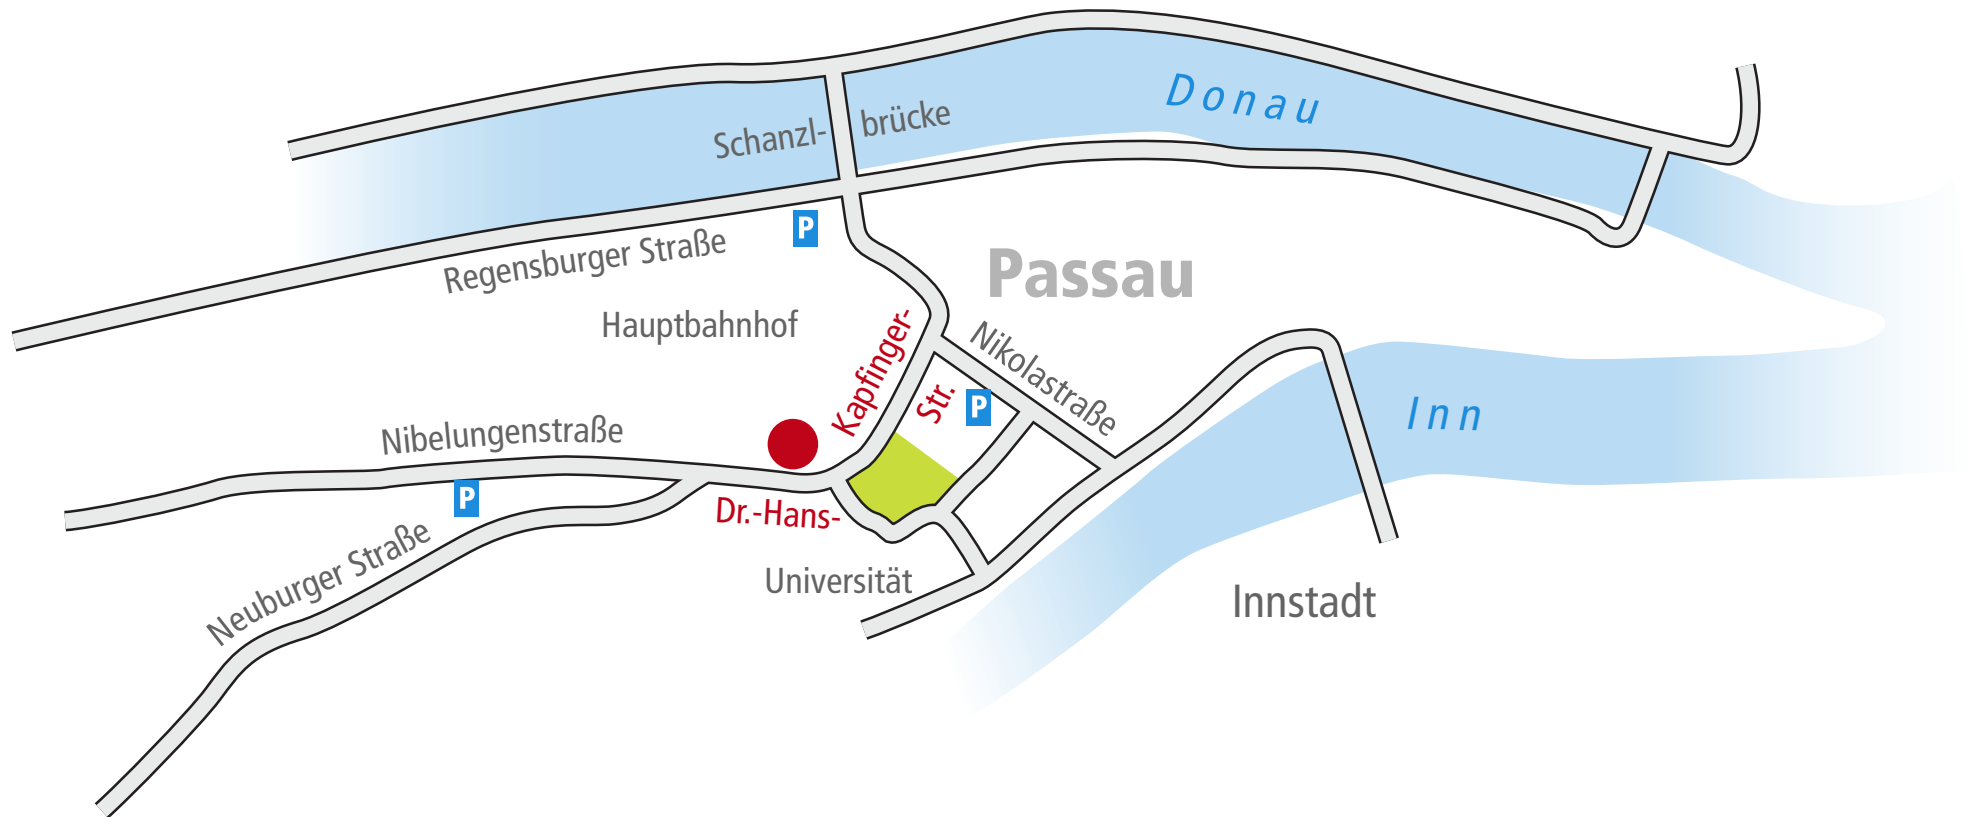 Donau
Schanzl-
brücke
P
Regensburger Straße
Passau
Hauptbahnhof
Nikolastraße
Kapfinger-
Str.
P
Inn
Nibelungenstraße
P
Dr.-Hans-
Neuburger Straße
Universität
Innstadt